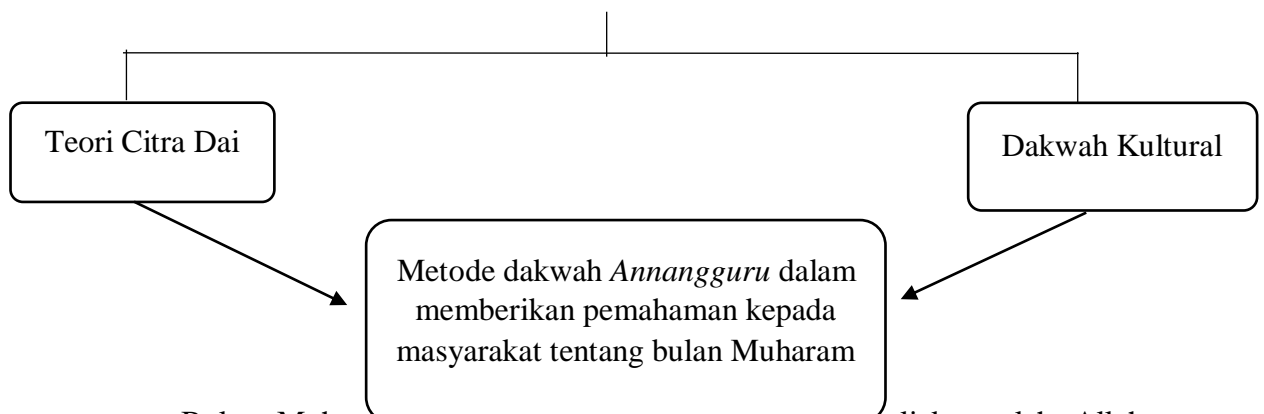 Teori Citra Dai
Dakwah Kultural
Metode dakwah Annangguru dalam
memberikan pemahaman kepada
masyarakat tentang bulan Muharam